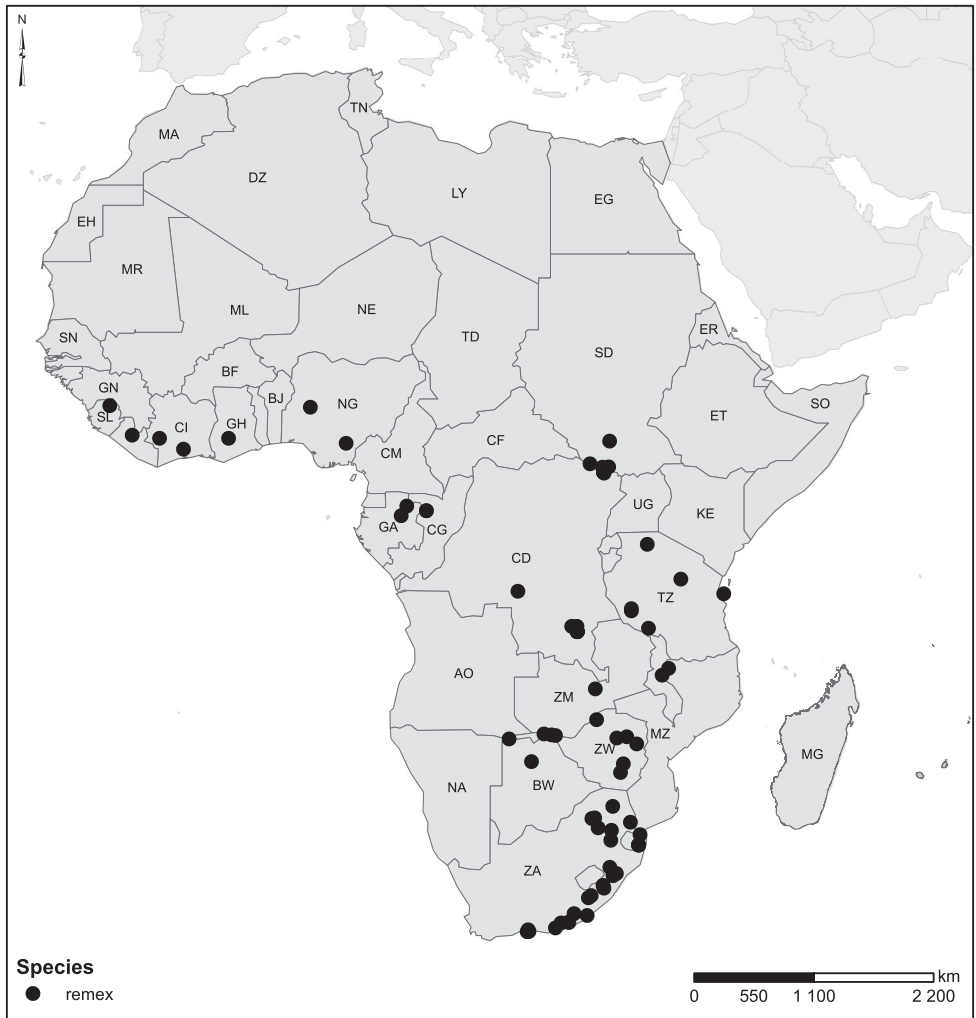 N
TN
MA
DZ
LY
EG
EH
MR
ML
NE
TD
SD
ER
SN
BF
GN
SL
CI
GH
BJ
NG
CM
CF
ET
SO
GA
CG
UG
KE
CD
TZ
AO
ZM
MZ
ZW
NA
BW
MG
ZA
Species
remex
km
0 550 1 100 2 200